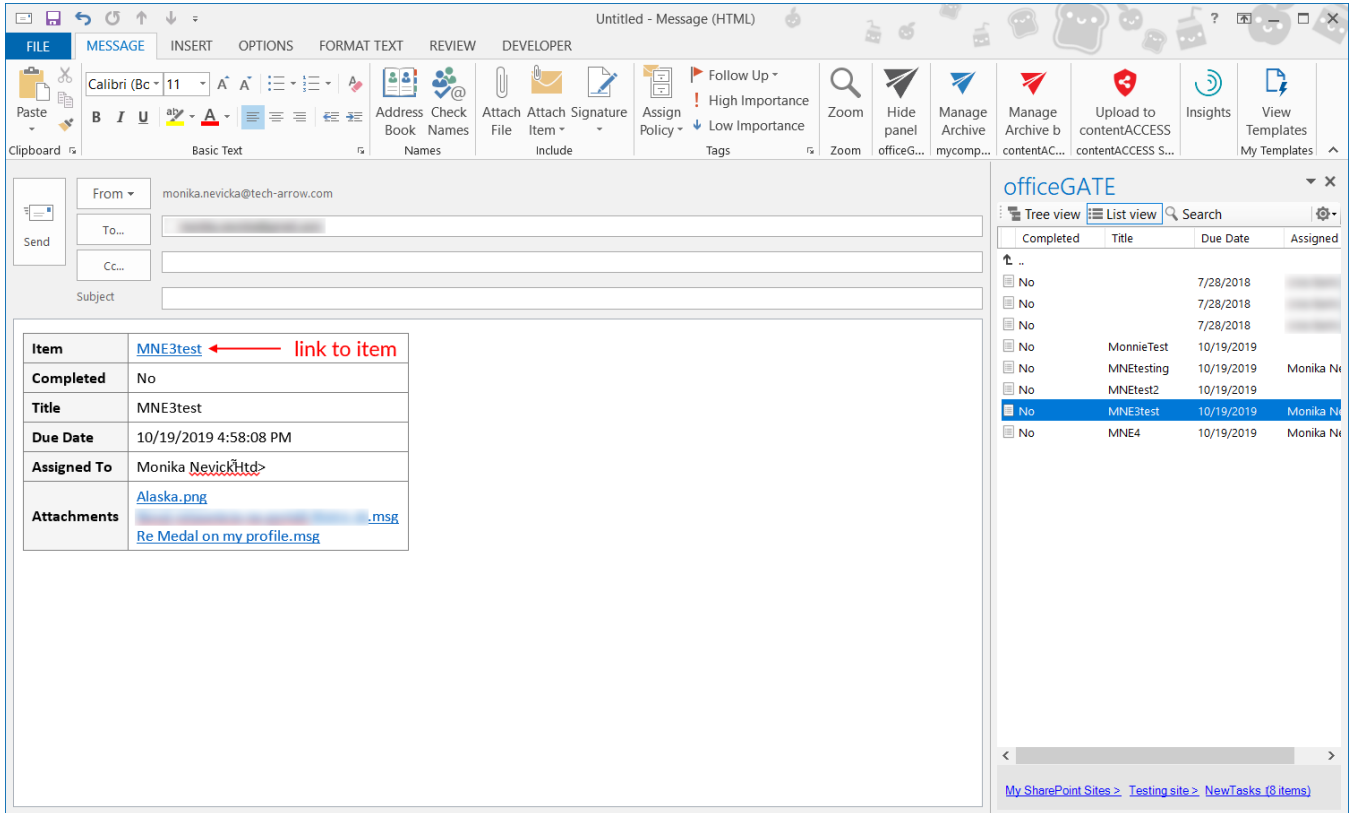 Untitled - Message (HTML)
?
FILE MESSAGE INSERT OPTIONS FORMAT TEXT REVIEW DEVELOPER
Paste
Clipboard
Calibri (Bc 11 A A
B I U aby A
Basic Text
Address Book
Check Names
Names
Attach File
Attach Item
Signature
Include
Assign Policy
Follow Up
High Importance
Low Importance
Tags
Zoom
Zoom
Hide panel
officeG...
Manage Archive
mycomp...
Manage Archive b
contentAC...
Upload to contentACCESS
contentACCESS S...
Insights
View Templates
My Templates
Send
From monika.nevicka@tech-arrow.com
To...
Cc...
Subject
Item MNE3test link to item
Completed No
Title MNE3test
Due Date 10/19/2019 4:58:08 PM
Assigned To Monika NevickĤtd>
Attachments Alaska.png
.msg
Re Medal on my profile.msg
officeGATE
Tree view List view Search
Completed Title Due Date Assigned
..
No 7/28/2018
No 7/28/2018
No 7/28/2018
No MonnieTest 10/19/2019
No MNEtesting 10/19/2019 Monika Ne
No MNEtest2 10/19/2019
No MNE3test 10/19/2019 Monika Ne
No MNE4 10/19/2019 Monika Ne
My SharePoint Sites > Testing site > NewTasks (8 items)